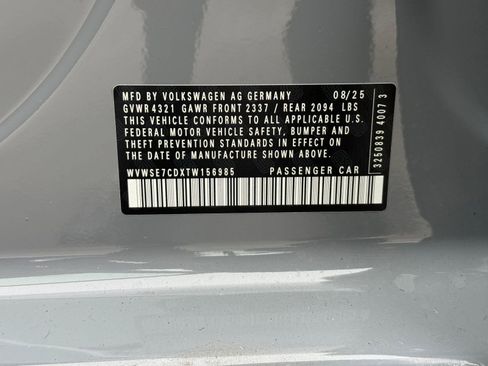 MFD BY VOLKSWAGEN AG GERMANY 08/25
GVWR 4321 GAWR FRONT 2337 / REAR 2094 LBS
THIS VEHICLE CONFORMS TO ALL APPLICABLE U.S.
FEDERAL MOTOR VEHICLE SAFETY, BUMPER AND
THEFT PREVENTION STANDARDS IN EFFECT ON THE
DATE OF MANUFACTURE SHOWN ABOVE.
WVWSE7CDXTW156985 PASSENGER CAR
3250839 4007 3